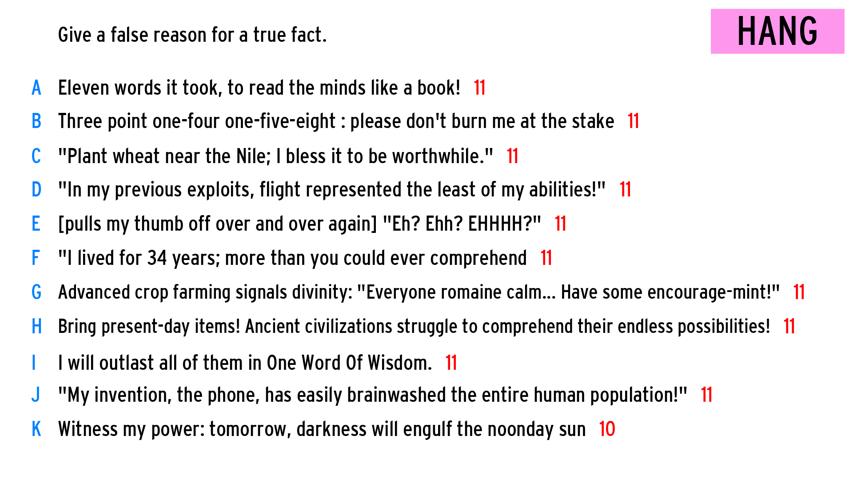 Give a false reason for a true fact.
HANG
A Eleven words it took, to read the minds like a book! 11
B Three point one-four one-five-eight : please don't burn me at the stake 11
C "Plant wheat near the Nile; I bless it to be worthwhile." 11
D "In my previous exploits, flight represented the least of my abilities!" 11
E [pulls my thumb off over and over again] "Eh? Ehh? EHHHH?" 11
F "I lived for 34 years; more than you could ever comprehend 11
G Advanced crop farming signals divinity: "Everyone romaine calm... Have some encourage-mint!" 11
H Bring present-day items! Ancient civilizations struggle to comprehend their endless possibilities! 11
I I will outlast all of them in One Word Of Wisdom. 11
J "My invention, the phone, has easily brainwashed the entire human population!" 11
K Witness my power: tomorrow, darkness will engulf the noonday sun 10